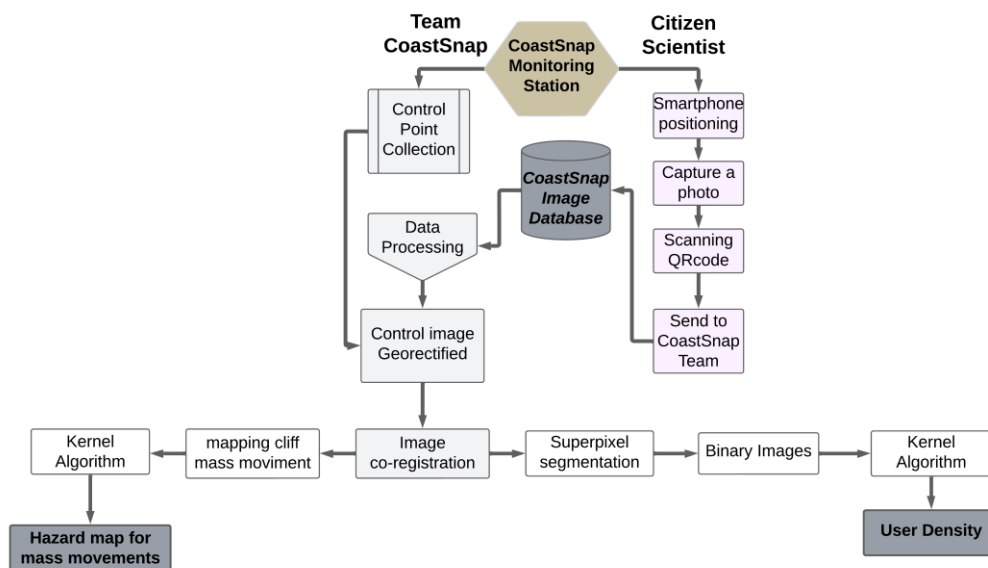 Team
CoastSnap
CoastSnap
Monitoring
Station
Citizen
Scientist
Control
Point
Collection
Smartphone
positioning
CoastSnap
Image
Database
Capture a
photo
Data
Processing
Scanning
QRcode
Control image
Georectified
Send to
CoastSnap
Team
Kernel
Algorithm
mapping cliff
mass moviment
Image
co-registration
Superpixel
segmentation
Binary Images
Kernel
Algorithm
Hazard map for
mass movements
User Density